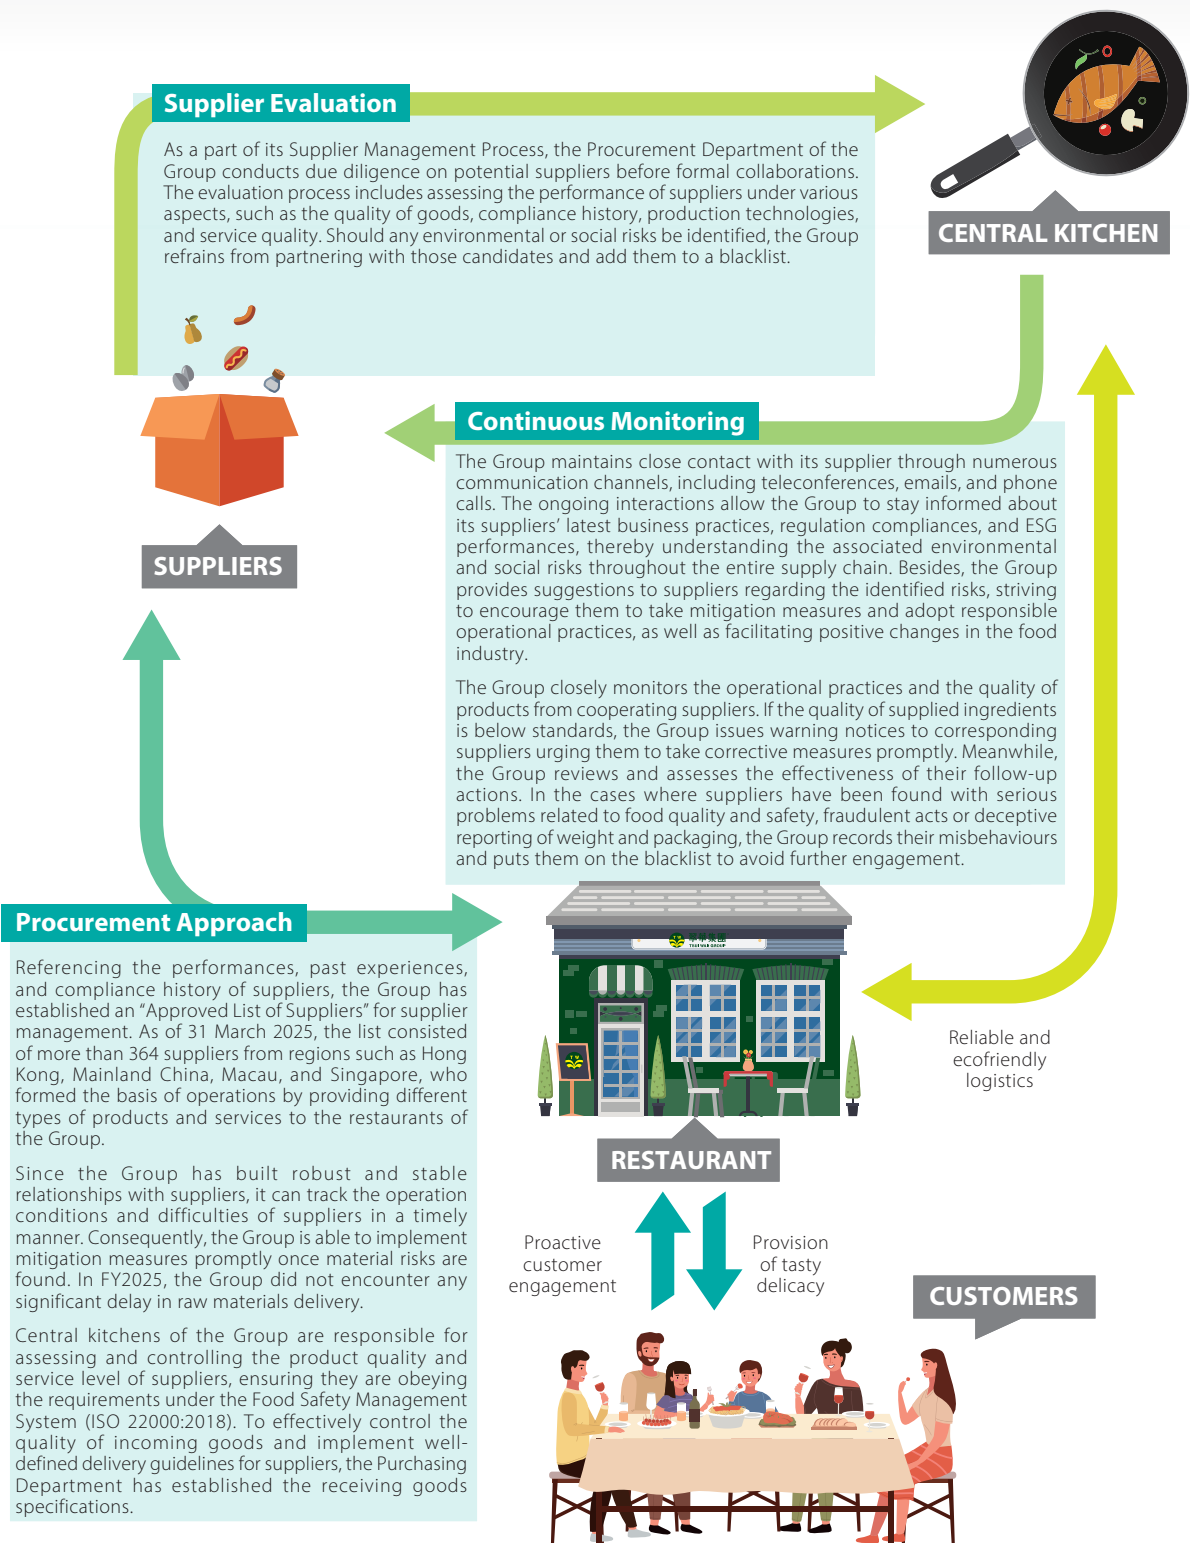 Supplier Evaluation
As a part of its Supplier Management Process, the Procurement Department of the
Group conducts due diligence on potential suppliers before formal collaborations.
The evaluation process includes assessing the performance of suppliers under various
aspects, such as the quality of goods, compliance history, production technologies,
and service quality. Should any environmental or social risks be identified, the Group
refrains from partnering with those candidates and add them to a blacklist.
CENTRAL KITCHEN
SUPPLIERS
Continuous Monitoring
The Group maintains close contact with its supplier through numerous
communication channels, including teleconferences, emails, and phone
calls. The ongoing interactions allow the Group to stay informed about
its suppliers’ latest business practices, regulation compliances, and ESG
performances, thereby understanding the associated environmental
and social risks throughout the entire supply chain. Besides, the Group
provides suggestions to suppliers regarding the identified risks, striving
to encourage them to take mitigation measures and adopt responsible
operational practices, as well as facilitating positive changes in the food
industry.
The Group closely monitors the operational practices and the quality of
products from cooperating suppliers. If the quality of supplied ingredients
is below standards, the Group issues warning notices to corresponding
suppliers urging them to take corrective measures promptly. Meanwhile,
the Group reviews and assesses the effectiveness of their follow-up
actions. In the cases where suppliers have been found with serious
problems related to food quality and safety, fraudulent acts or deceptive
reporting of weight and packaging, the Group records their misbehaviours
and puts them on the blacklist to avoid further engagement.
Procurement Approach
Referencing the performances, past experiences,
and compliance history of suppliers, the Group has
established an “Approved List of Suppliers” for supplier
management. As of 31 March 2025, the list consisted
of more than 364 suppliers from regions such as Hong
Kong, Mainland China, Macau, and Singapore, who
formed the basis of operations by providing different
types of products and services to the restaurants of
the Group.
Since the Group has built robust and stable
relationships with suppliers, it can track the operation
conditions and difficulties of suppliers in a timely
manner. Consequently, the Group is able to implement
mitigation measures promptly once material risks are
found. In FY2025, the Group did not encounter any
significant delay in raw materials delivery.
Central kitchens of the Group are responsible for
assessing and controlling the product quality and
service level of suppliers, ensuring they are obeying
the requirements under the Food Safety Management
System (ISO 22000:2018). To effectively control the
quality of incoming goods and implement well-
defined delivery guidelines for suppliers, the Purchasing
Department has established the receiving goods
specifications.
翠華集團
TSUI WAH GROUP
Reliable and
ecofriendly
logistics
RESTAURANT
Proactive
customer
engagement
Provision
of tasty
delicacy
CUSTOMERS